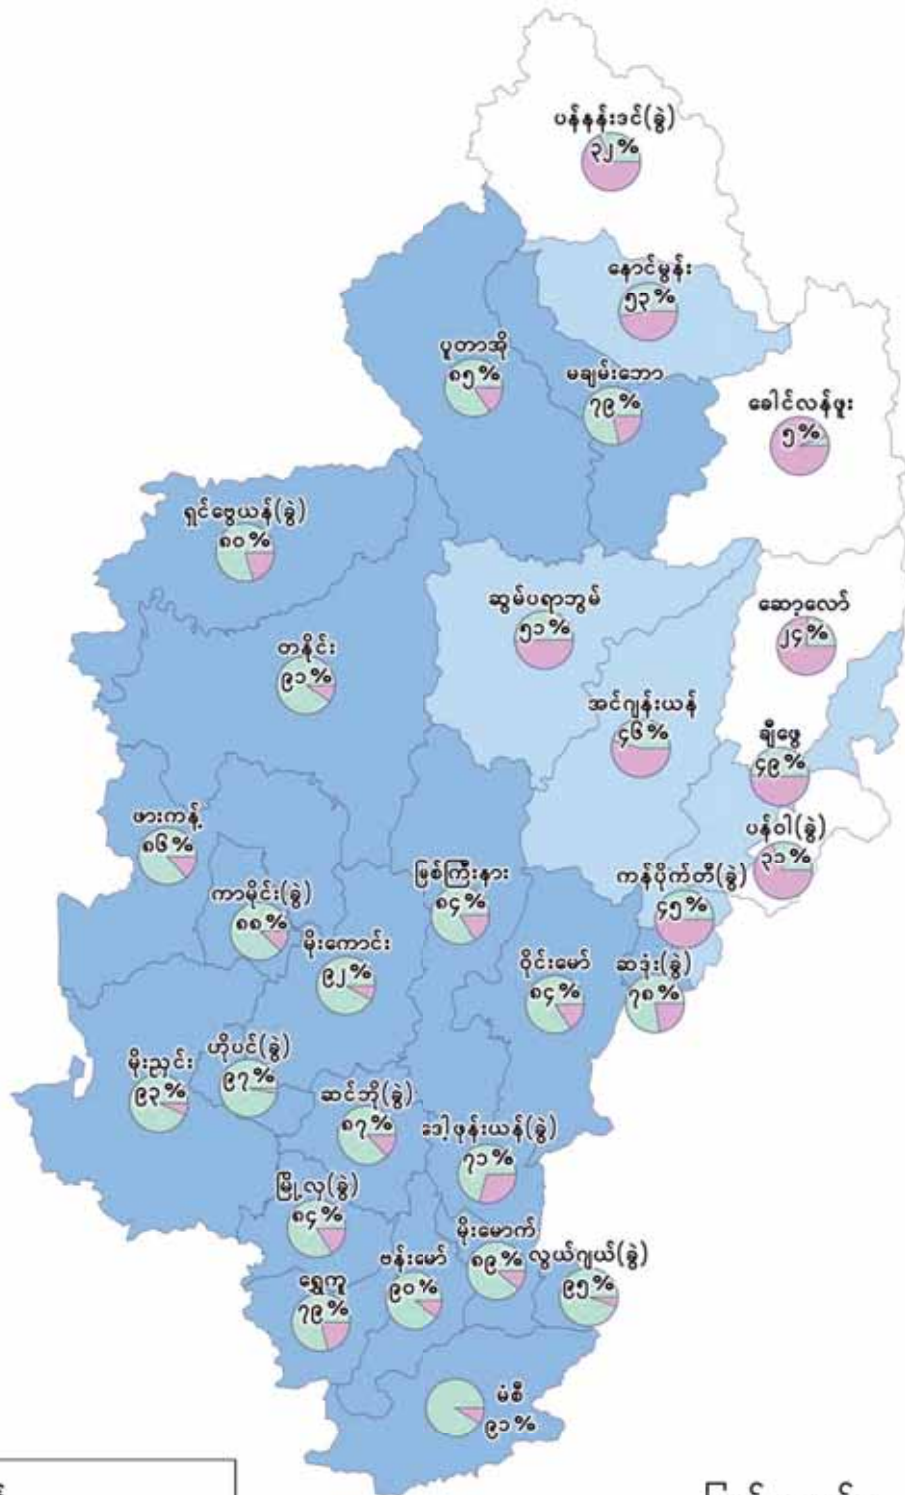 ပန်နန်းဒင်(ခွဲ)
၃၂%
နောင်မွန်း
၅၃%
ပူတာအို
၈၅%
မချမ်းဘော
၇၉%
ခေါင်လန်ဖူး
၅%
ရှင်ဗွေယန်(ခွဲ)
၈၀%
ဆွမ်ပရာဘွမ်
၅၁%
ဆော့လော်
၂၄%
တနိုင်း
၉၁%
အင်ဂျန်းယန်
၄၆%
ချီဖွေ
၄၉%
ဖားကန့်
၈၆%
ပန်ဝါ(ခွဲ)
၃၁%
မြစ်ကြီးနား
၈၄%
ကန်ပိုက်တီ(ခွဲ)
၄၅%
ကာမိုင်း(ခွဲ)
၈၈%
မိုးကောင်း
၉၂%
ဝိုင်းမော်
၈၄%
ဆဒုံး(ခွဲ)
၇၈%
မိုးညှင်း
၉၃%
ဟိုပင်(ခွဲ)
၉၇%
ဆင်ဘို(ခွဲ)
၈၇%
ဒေါ့ဖုန်းယန်(ခွဲ)
၇၁%
မြို့လှ(ခွဲ)
၈၄%
မိုးမောက်
၈၉%
ဗန်းမော်
၉၀%
လွယ်ဂျယ်(ခွဲ)
၉၅%
ရွှေကူ
၇၉%
မံစီ
၉၁%